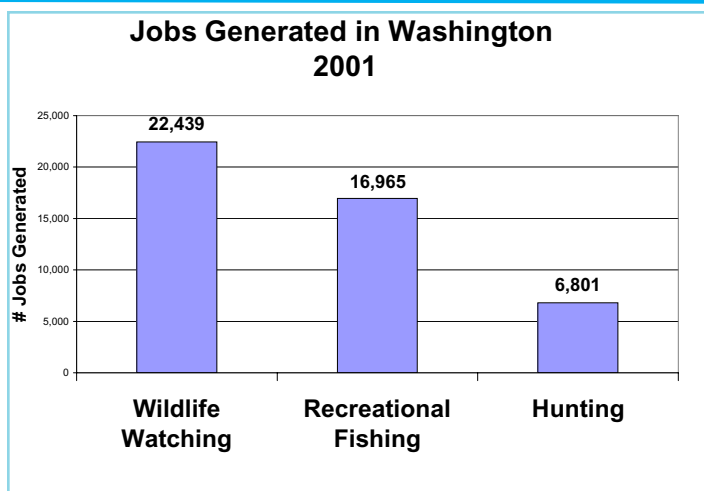 Jobs Generated in Washington
2001
# Jobs Generated
25,000
20,000
15,000
10,000
5,000
0
22,439
16,965
6,801
Wildlife
Watching
Recreational
Fishing
Hunting